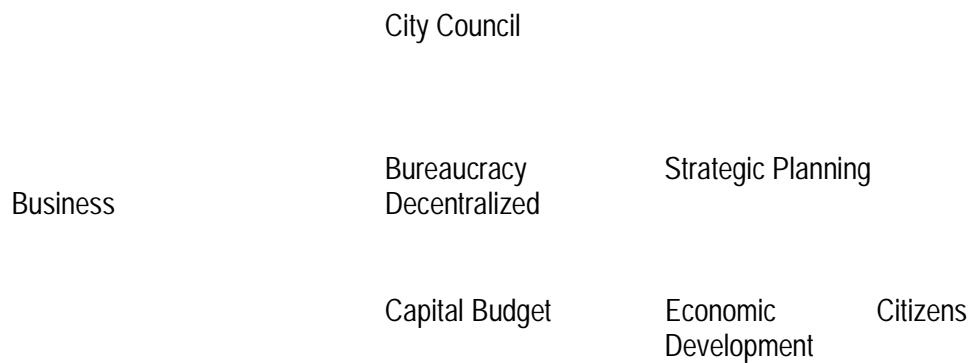 City Council
Bureaucracy Strategic Planning
Business Decentralized
Capital Budget Economic Citizens
Development